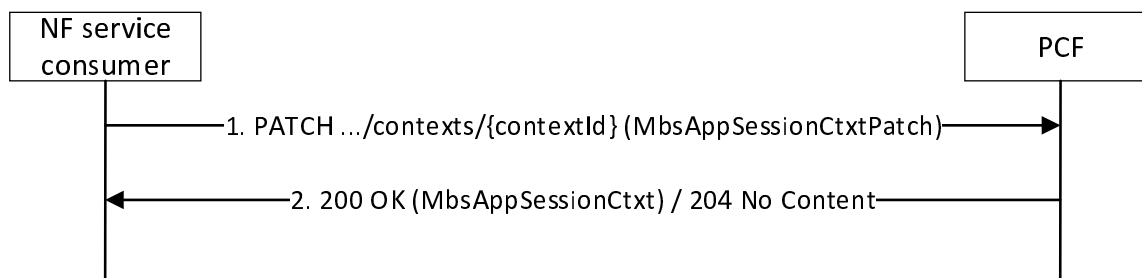 NF service
consumer
PCF
1. PATCH .../contexts/{contextId} (MbsAppSessionCtxtPatch)
2. 200 OK (MbsAppSessionCtxt) / 204 No Content